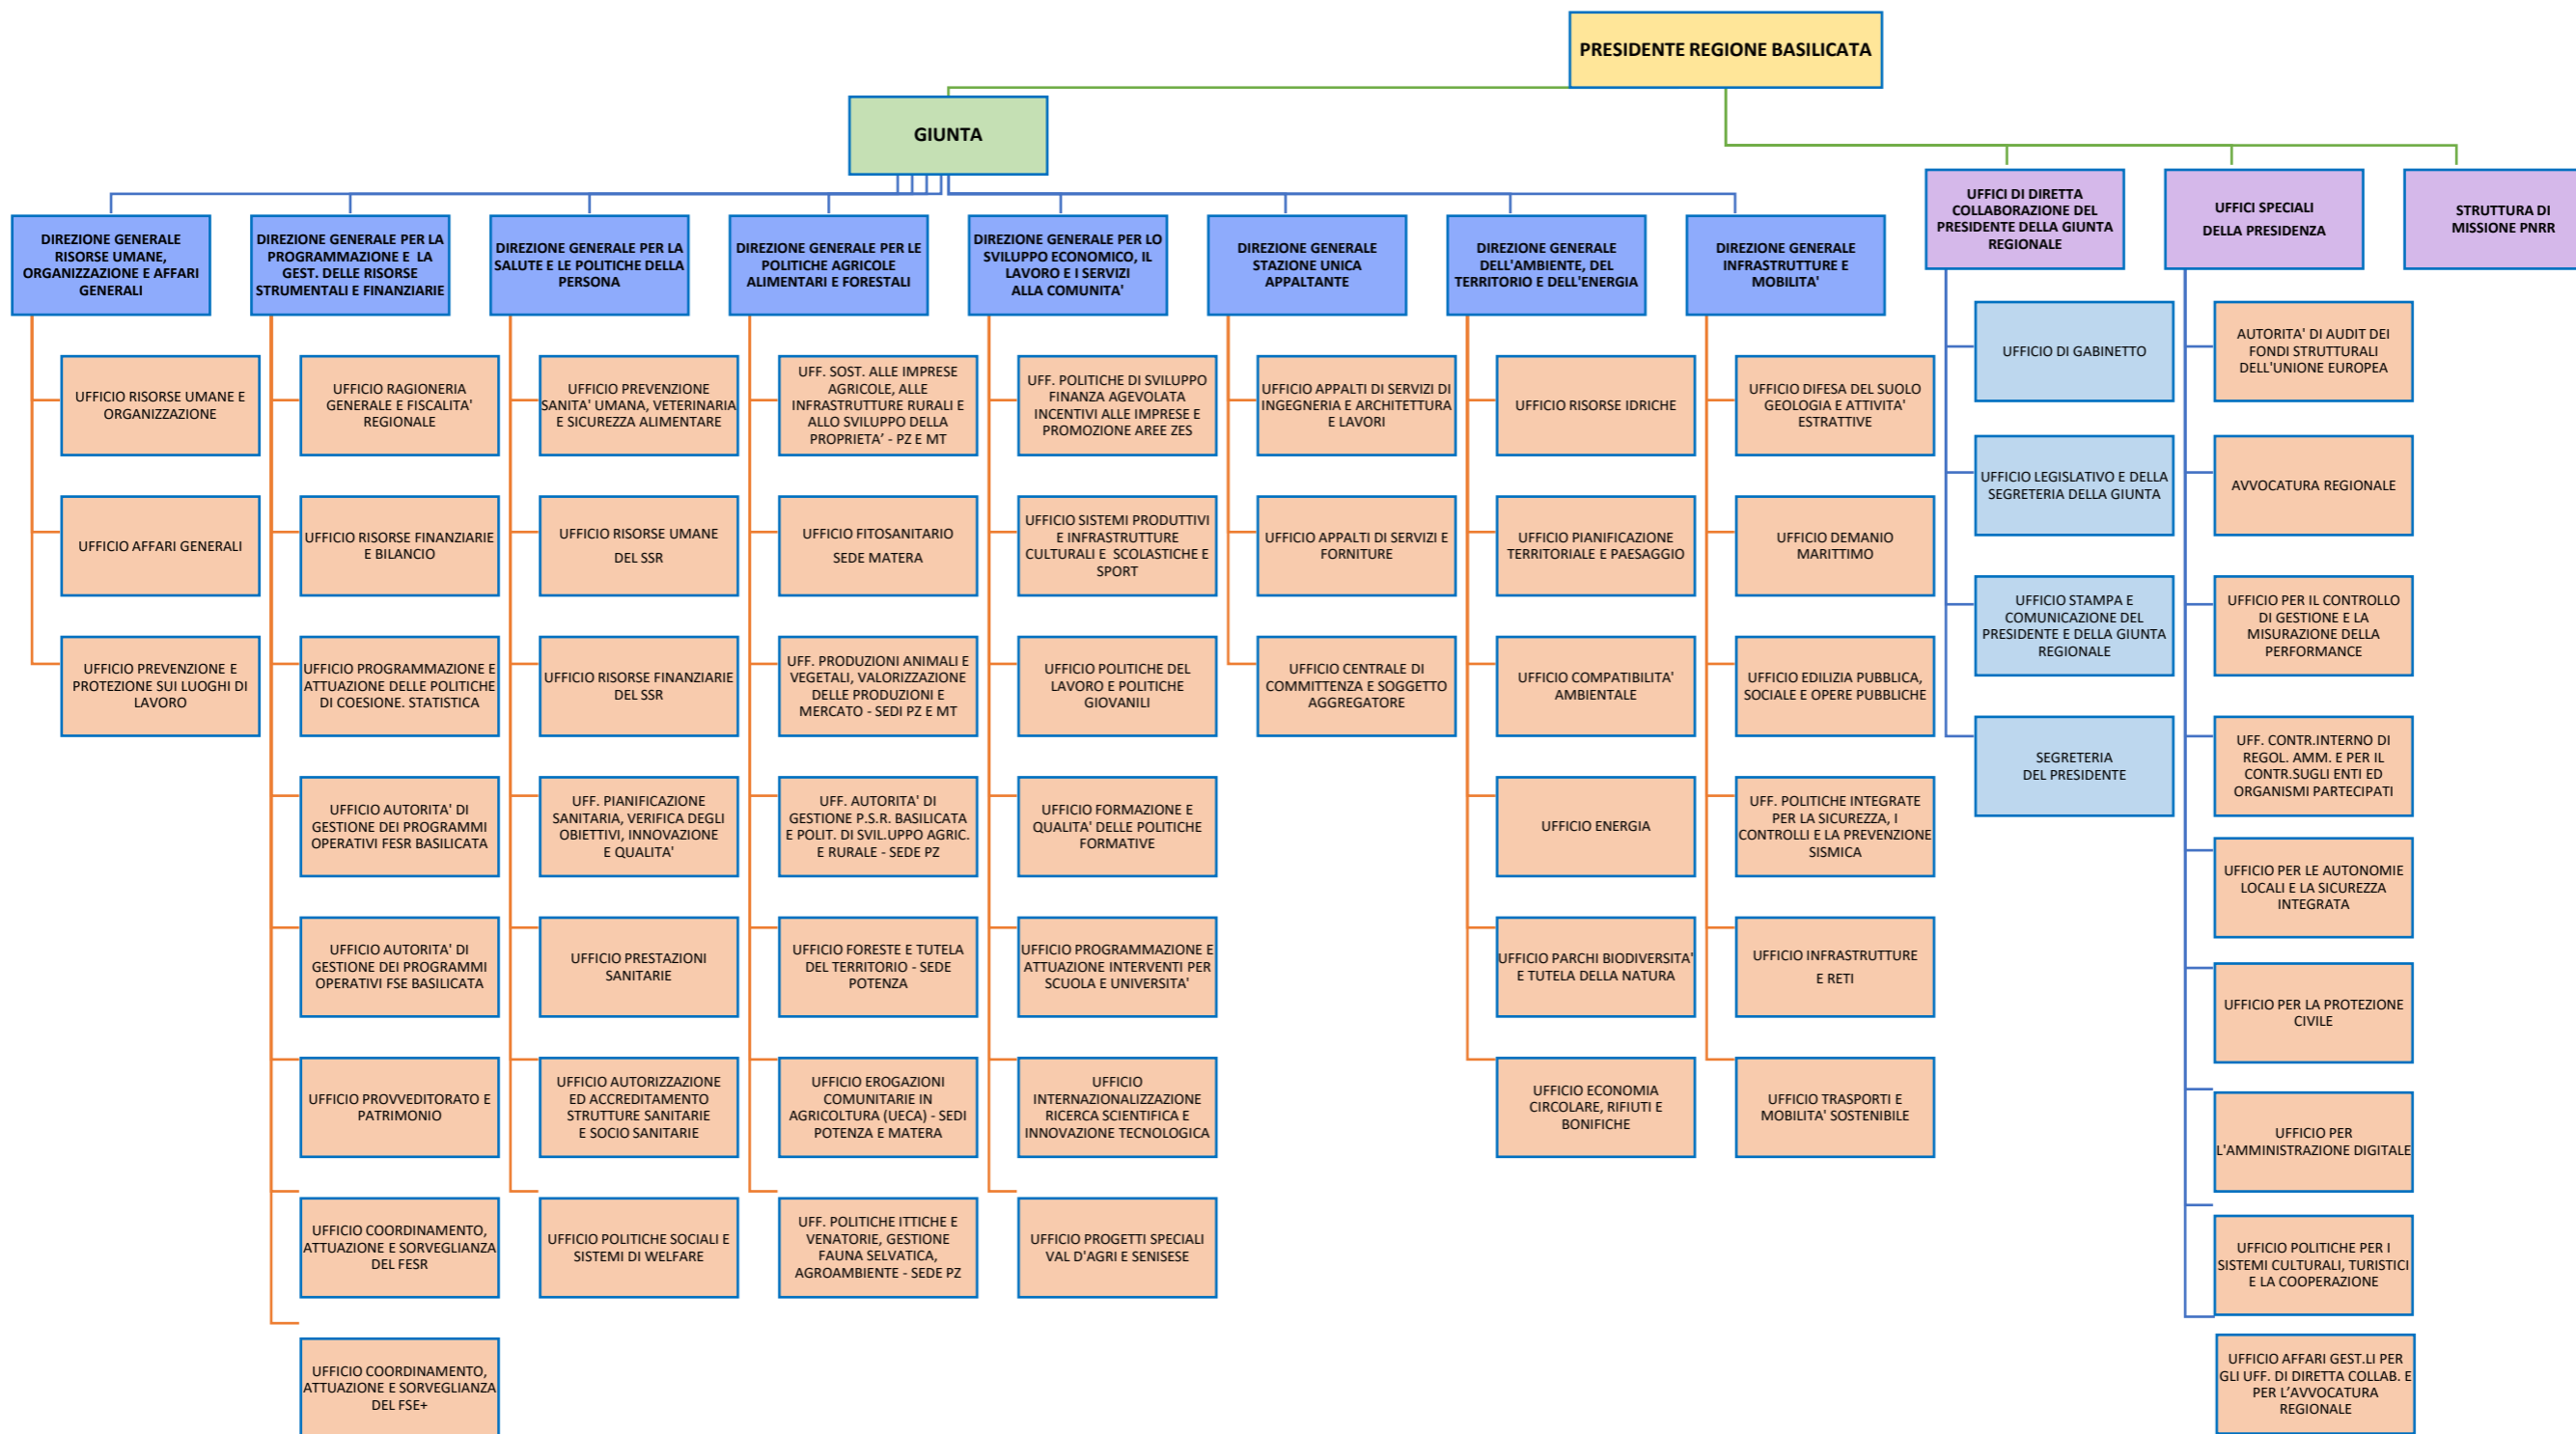 PRESIDENTE REGIONE BASILICATA
GIUNTA
DIREZIONE GENERALE
RISORSE UMANE,
ORGANIZZAZIONE E AFFARI
GENERALI
UFFICIO RISORSE UMANE E
ORGANIZZAZIONE
UFFICIO AFFARI GENERALI
UFFICIO PREVENZIONE E
PROTEZIONE SUI LUOGHI DI
LAVORO
DIREZIONE GENERALE PER LA
PROGRAMMAZIONE E LA
GEST. DELLE RISORSE
STRUMENTALI E FINANZIARIE
UFFICIO RAGIONERIA
GENERALE E FISCALITA'
REGIONALE
UFFICIO RISORSE FINANZIARIE
E BILANCIO
UFFICIO PROGRAMMAZIONE E
ATTUAZIONE DELLE POLITICHE
DI COESIONE. STATISTICA
UFFICIO AUTORITA' DI
GESTIONE DEI PROGRAMMI
OPERATIVI FESR BASILICATA
UFFICIO AUTORITA' DI
GESTIONE DEI PROGRAMMI
OPERATIVI FSE BASILICATA
UFFICIO PROVVEDITORATO E
PATRIMONIO
UFFICIO COORDINAMENTO,
ATTUAZIONE E SORVEGLIANZA
DEL FESR
UFFICIO COORDINAMENTO,
ATTUAZIONE E SORVEGLIANZA
DEL FSE+
DIREZIONE GENERALE PER LA
SALUTE E LE POLITICHE DELLA
PERSONA
UFFICIO PREVENZIONE
SANITA' UMANA, VETERINARIA
E SICUREZZA ALIMENTARE
UFFICIO RISORSE UMANE
DEL SSR
UFFICIO RISORSE FINANZIARIE
DEL SSR
UFF. PIANIFICAZIONE
SANITARIA, VERIFICA DEGLI
OBIETTIVI, INNOVAZIONE
E QUALITA'
UFFICIO PRESTAZIONI
SANITARIE
UFFICIO AUTORIZZAZIONE
ED ACCREDITAMENTO
STRUTTURE SANITARIE
E SOCIO SANITARIE
UFFICIO POLITICHE SOCIALI E
SISTEMI DI WELFARE
DIREZIONE GENERALE PER LE
POLITICHE AGRICOLE
ALIMENTARI E FORESTALI
UFF. SOST. ALLE IMPRESE
AGRICOLE, ALLE
INFRASTRUTTURE RURALI E
ALLO SVILUPPO DELLA
PROPRIETA’ - PZ E MT
UFFICIO FITOSANITARIO
SEDE MATERA
UFF. PRODUZIONI ANIMALI E
VEGETALI, VALORIZZAZIONE
DELLE PRODUZIONI E
MERCATO - SEDI PZ E MT
UFF. AUTORITA' DI
GESTIONE P.S.R. BASILICATA
E POLIT. DI SVIL.UPPO AGRIC.
E RURALE - SEDE PZ
UFFICIO FORESTE E TUTELA
DEL TERRITORIO - SEDE
POTENZA
UFFICIO EROGAZIONI
COMUNITARIE IN
AGRICOLTURA (UECA) - SEDI
POTENZA E MATERA
UFF. POLITICHE ITTICHE E
VENATORIE, GESTIONE
FAUNA SELVATICA,
AGROAMBIENTE - SEDE PZ
DIREZIONE GENERALE PER LO
SVILUPPO ECONOMICO, IL
LAVORO E I SERVIZI
ALLA COMUNITA'
UFF. POLITICHE DI SVILUPPO
FINANZA AGEVOLATA
INCENTIVI ALLE IMPRESE E
PROMOZIONE AREE ZES
UFFICIO SISTEMI PRODUTTIVI
E INFRASTRUTTURE
CULTURALI E SCOLASTICHE E
SPORT
UFFICIO POLITICHE DEL
LAVORO E POLITICHE
GIOVANILI
UFFICIO FORMAZIONE E
QUALITA' DELLE POLITICHE
FORMATIVE
UFFICIO PROGRAMMAZIONE E
ATTUAZIONE INTERVENTI PER
SCUOLA E UNIVERSITA'
UFFICIO
INTERNAZIONALIZZAZIONE
RICERCA SCIENTIFICA E
INNOVAZIONE TECNOLOGICA
UFFICIO PROGETTI SPECIALI
VAL D'AGRI E SENISESE
DIREZIONE GENERALE
STAZIONE UNICA
APPALTANTE
UFFICIO APPALTI DI SERVIZI DI
INGEGNERIA E ARCHITETTURA
E LAVORI
UFFICIO APPALTI DI SERVIZI E
FORNITURE
UFFICIO CENTRALE DI
COMMITTENZA E SOGGETTO
AGGREGATORE
DIREZIONE GENERALE
DELL'AMBIENTE, DEL
TERRITORIO E DELL'ENERGIA
UFFICIO RISORSE IDRICHE
UFFICIO PIANIFICAZIONE
TERRITORIALE E PAESAGGIO
UFFICIO COMPATIBILITA'
AMBIENTALE
UFFICIO ENERGIA
UFFICIO PARCHI BIODIVERSITA'
E TUTELA DELLA NATURA
UFFICIO ECONOMIA
CIRCOLARE, RIFIUTI E
BONIFICHE
DIREZIONE GENERALE
INFRASTRUTTURE E
MOBILITA'
UFFICIO DIFESA DEL SUOLO
GEOLOGIA E ATTIVITA'
ESTRATTIVE
UFFICIO DEMANIO
MARITTIMO
UFFICIO EDILIZIA PUBBLICA,
SOCIALE E OPERE PUBBLICHE
UFF. POLITICHE INTEGRATE
PER LA SICUREZZA, I
CONTROLLI E LA PREVENZIONE
SISMICA
UFFICIO INFRASTRUTTURE
E RETI
UFFICIO TRASPORTI E
MOBILITA' SOSTENIBILE
UFFICI DI DIRETTA
COLLABORAZIONE DEL
PRESIDENTE DELLA GIUNTA
REGIONALE
UFFICIO DI GABINETTO
UFFICIO LEGISLATIVO E DELLA
SEGRETERIA DELLA GIUNTA
UFFICIO STAMPA E
COMUNICAZIONE DEL
PRESIDENTE E DELLA GIUNTA
REGIONALE
SEGRETERIA
DEL PRESIDENTE
UFFICI SPECIALI
DELLA PRESIDENZA
AUTORITA' DI AUDIT DEI
FONDI STRUTTURALI
DELL'UNIONE EUROPEA
AVVOCATURA REGIONALE
UFFICIO PER IL CONTROLLO
DI GESTIONE E LA
MISURAZIONE DELLA
PERFORMANCE
UFF. CONTR.INTERNO DI
REGOL. AMM. E PER IL
CONTR.SUGLI ENTI ED
ORGANISMI PARTECIPATI
UFFICIO PER LE AUTONOMIE
LOCALI E LA SICUREZZA
INTEGRATA
UFFICIO PER LA PROTEZIONE
CIVILE
UFFICIO PER
L'AMMINISTRAZIONE DIGITALE
UFFICIO POLITICHE PER I
SISTEMI CULTURALI, TURISTICI
E LA COOPERAZIONE
UFFICIO AFFARI GEST.LI PER
GLI UFF. DI DIRETTA COLLAB. E
PER L’AVVOCATURA
REGIONALE
STRUTTURA DI
MISSIONE PNRR